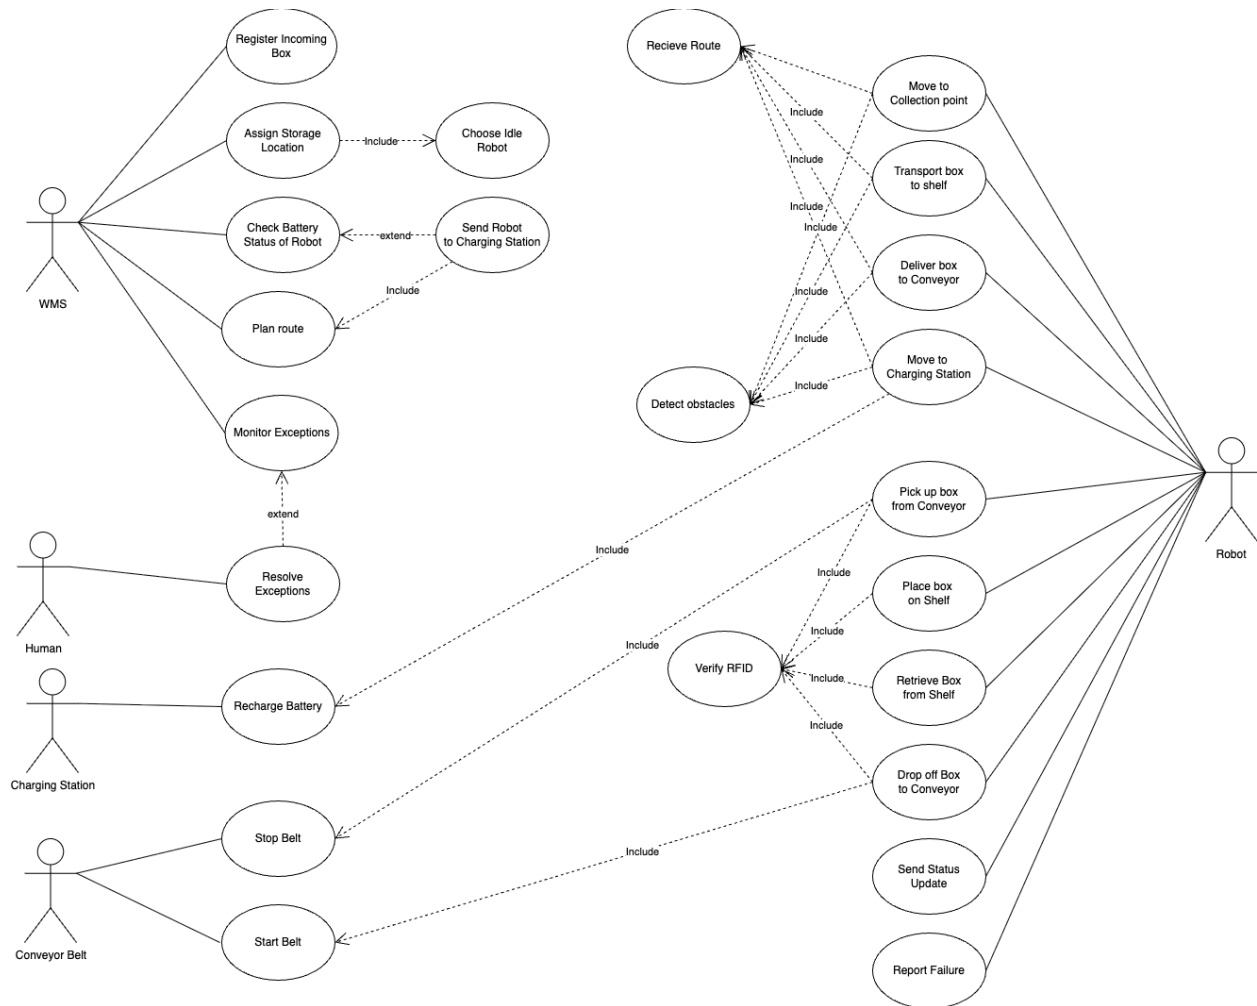 Register Incoming
Box
Recieve Route
Move to
Collection point
Include
Assign Storage
Location
Include
Choose Idle
Robot
Include
Transport box
to shelf
Include
Include
Check Battery
Status of Robot
extend
Send Robot
to Charging Station
Include
WMS
Include
Deliver box
to Conveyor
Plan route
Include
Move to
Charging Station
Include
Detect obstacles
Monitor Exceptions
extend
Pick up box
from Conveyor
Robot
Include
Include
Resolve
Exceptions
Place box
on Shelf
Human
Include
Include
Verify RFID
Include
Retrieve Box
from Shelf
Recharge Battery
Include
Charging Station
Drop off Box
to Conveyor
Stop Belt
Include
Send Status
Update
Conveyor Belt
Start Belt
Report Failure